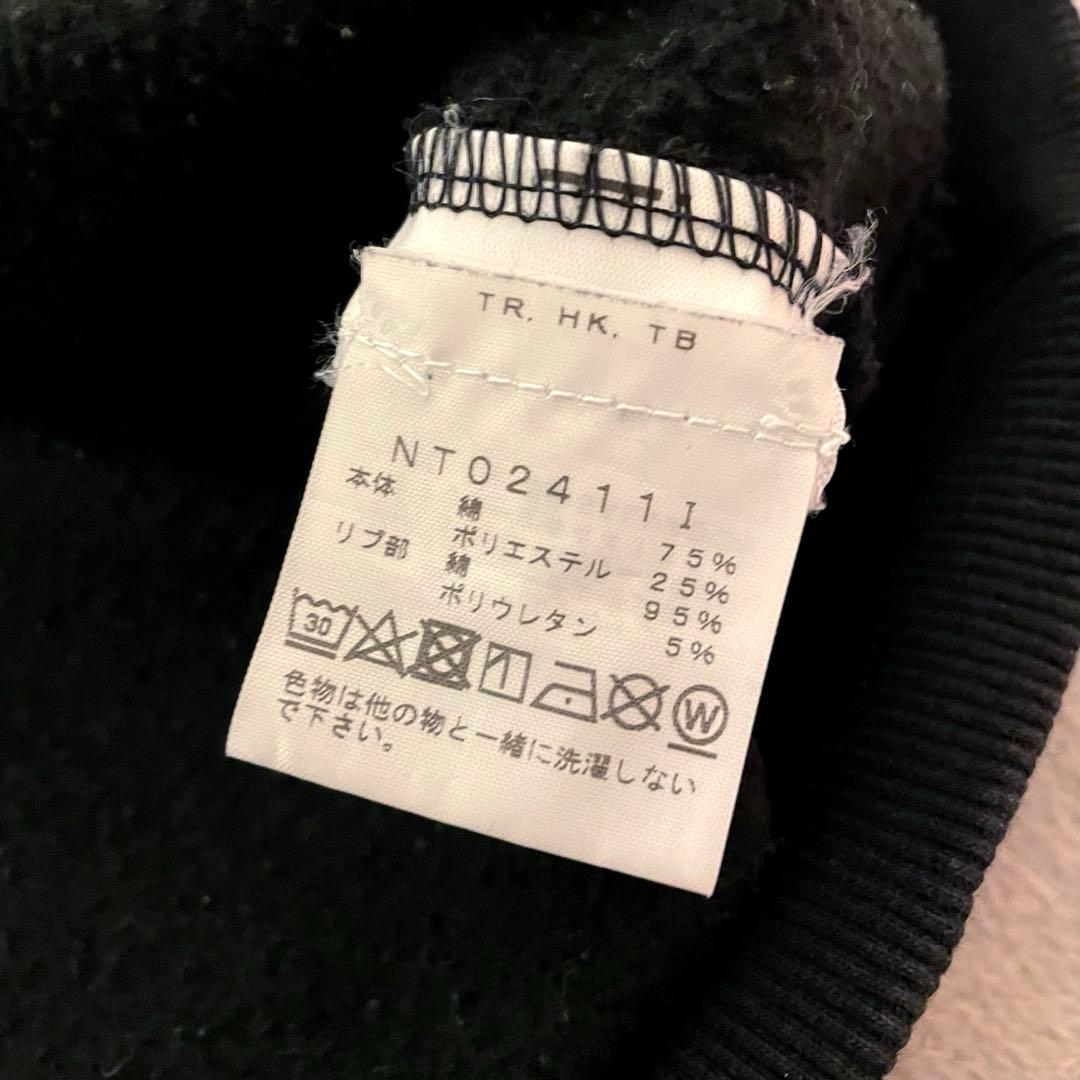 TR. HK. TB
NT02411I
本体 綿 75%
ポリエステル 25%
リブ部 綿 95%
ポリウレタン 5%
30 W
色物は他の物と一緒に洗濯しない
で下さい。